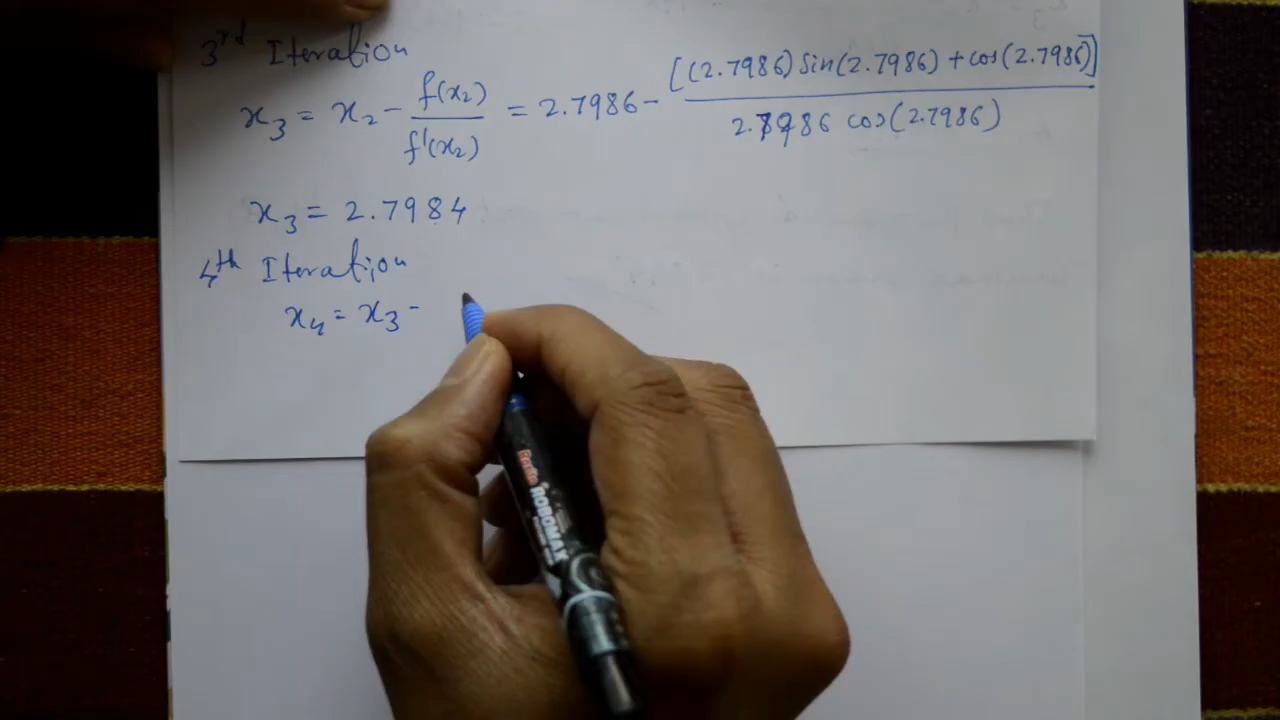 3rd Iteration
x₃ = x₂ - f(x₂)/f'(x₂) = 2.7986 - [(2.7986) sin(2.7986) + cos(2.7986)]/2.7986 cos(2.7986)
x₃ = 2.7984
4th Iteration
x₄ = x₃ -
ROBOMAX